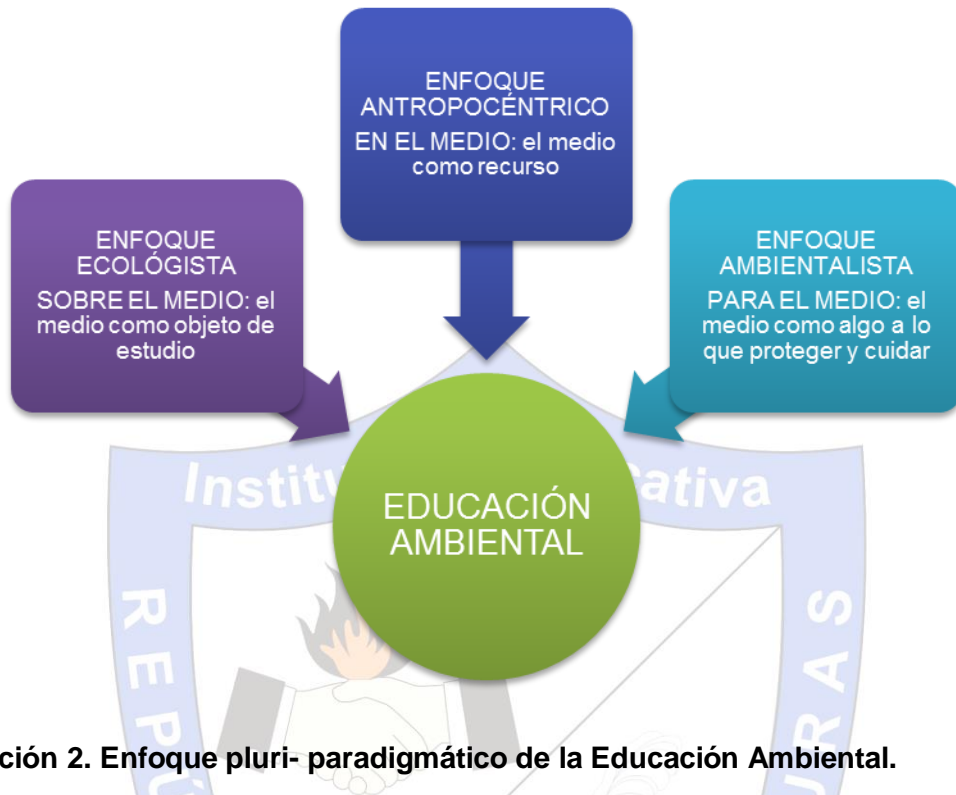 ENFOQUE
ANTROPOCÉNTRICO
EN EL MEDIO: el medio
como recurso
ENFOQUE
ECOLÓGISTA
SOBRE EL MEDIO: el
medio como objeto de
estudio
ENFOQUE
AMBIENTALISTA
PARA EL MEDIO: el
medio como algo a lo
que proteger y cuidar
EDUCACIÓN
AMBIENTAL
ción 2. Enfoque pluri- paradigmático de la Educación Ambiental.